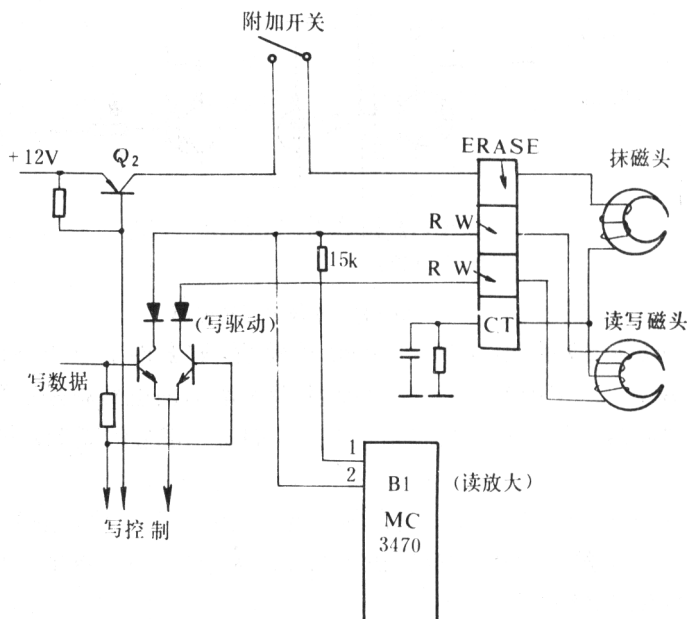 附加开关
+12V
Q2
ERASE
抹磁头
R W
15k
R W
(写驱动)
CT
读写磁头
写数据
1
2
B1
(读放大)
MC
3470
写控制